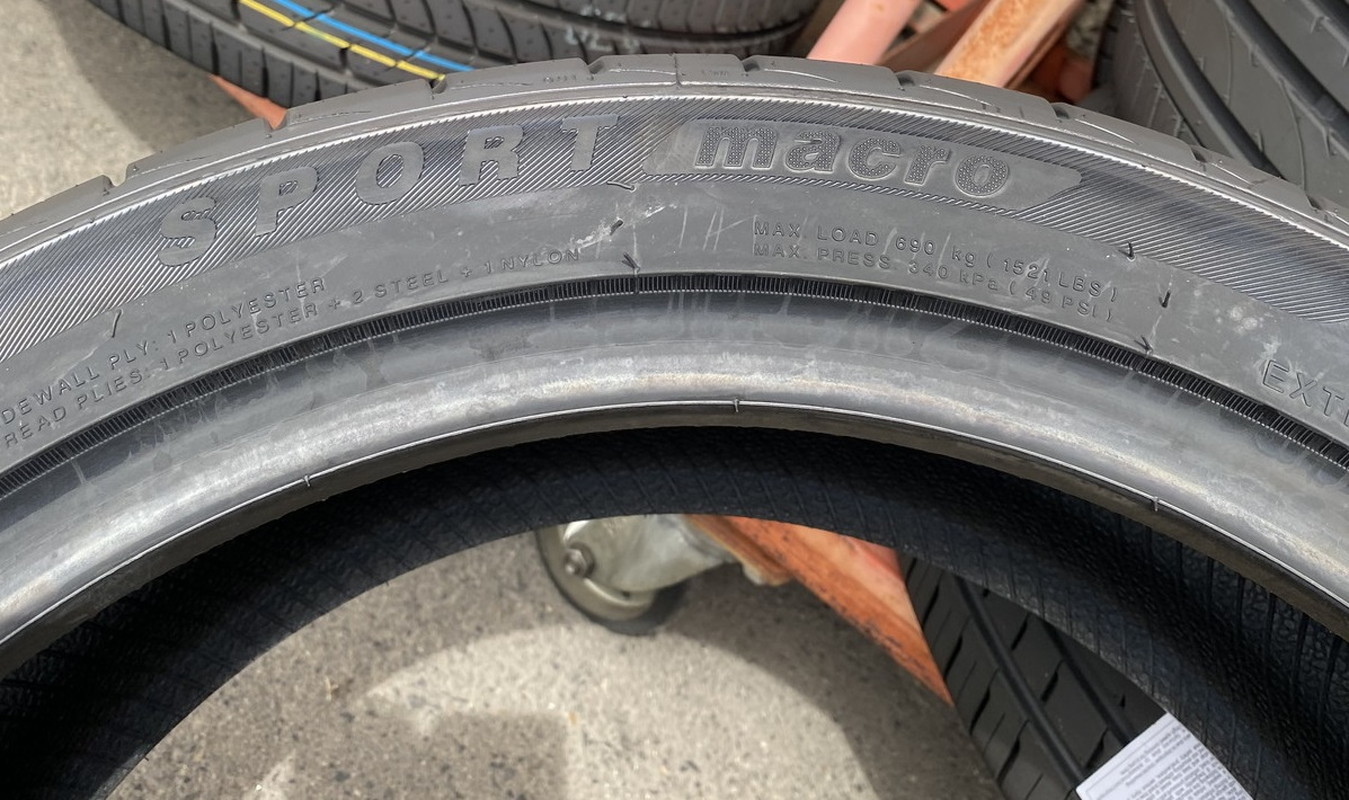 SPORT macro
DEWALL PLY: 1 POLYESTER
READ PLIES: 1 POLYESTER + 2 STEEL + 1 NYLON
MAX. LOAD 690 kg (1521 LBS)
MAX. PRESS. 340 kPa (49 PSI)
EXT